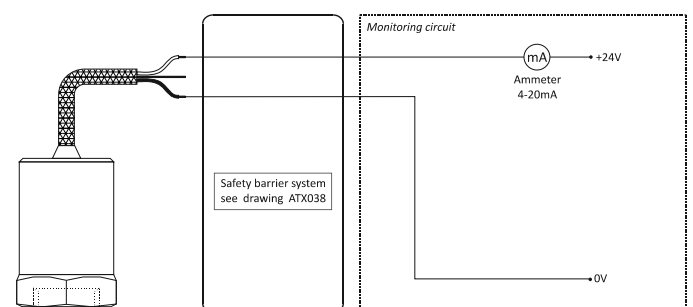 Monitoring circuit
mA
+24V
Ammeter
4-20mA
Safety barrier system
see drawing ATX038
0V